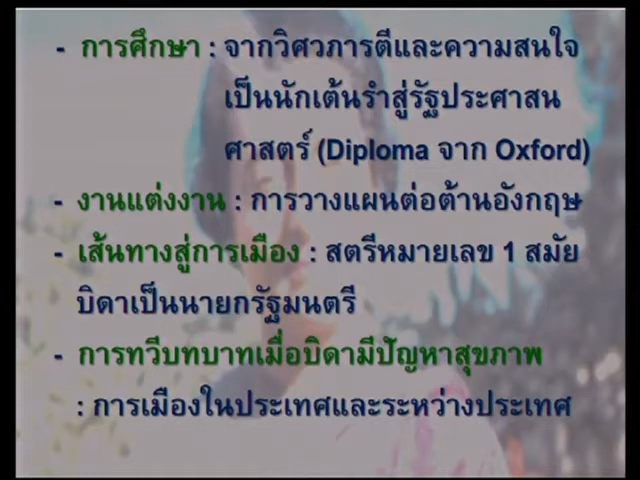 - การศึกษา : จากวิศวภารตีและความสนใจ
เป็นนักเต้นรำสู่รัฐประศาสน
ศาสตร์ (Diploma จาก Oxford)
- งานแต่งงาน : การวางแผนต่อต้านอังกฤษ
- เส้นทางสู่การเมือง : สตรีหมายเลข 1 สมัย
บิดาเป็นนายกรัฐมนตรี
- การทวีบทบาทเมื่อบิดามีปัญหาสุขภาพ
: การเมืองในประเทศและระหว่างประเทศ